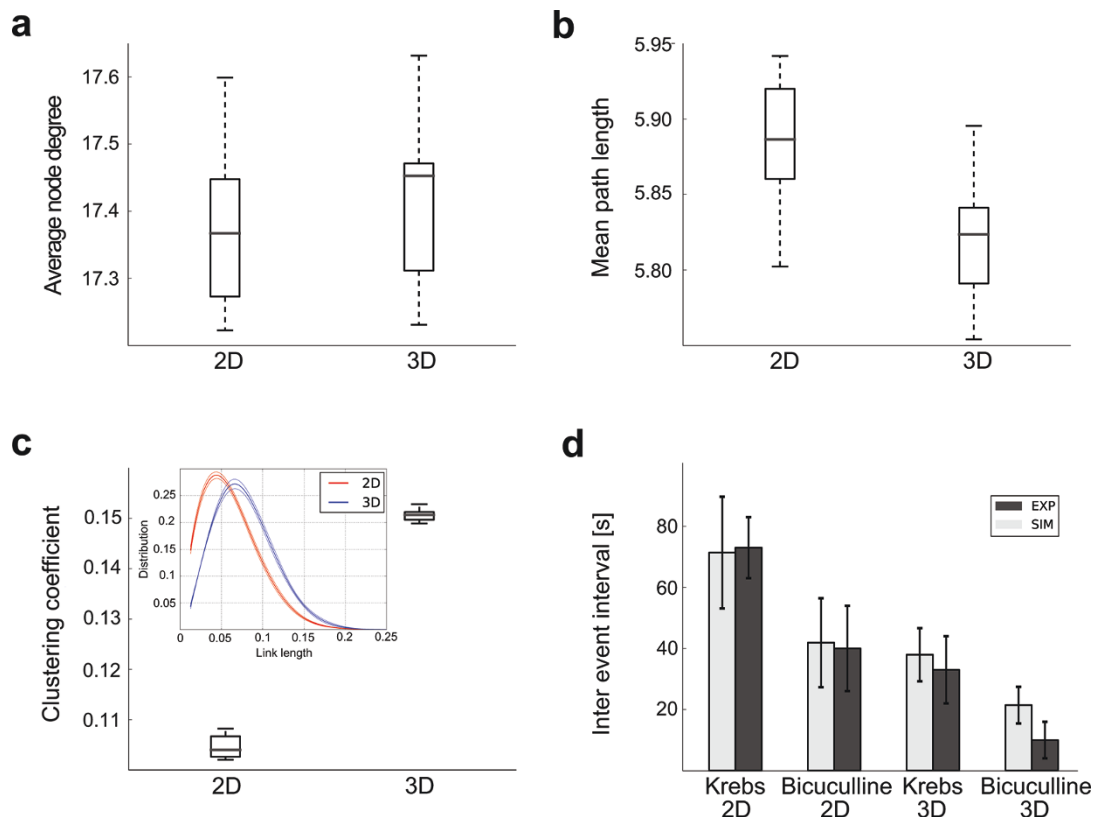 a
17.6
17.5
17.4
17.3
Average node degree
2D 3D
b
5.95
5.90
5.85
5.80
Mean path length
2D 3D
c
0.15
0.14
0.13
0.12
0.11
Clustering coefficient
2D 3D
2D
3D
0.25
0.20
0.15
0.10
0.05
Distribution
0 0.05 0.1 0.15 0.2 0.25
Link length
d
EXP
SIM
80
60
40
20
Inter event interval [s]
Krebs Bicuculline Krebs Bicuculline
2D 2D 3D 3D